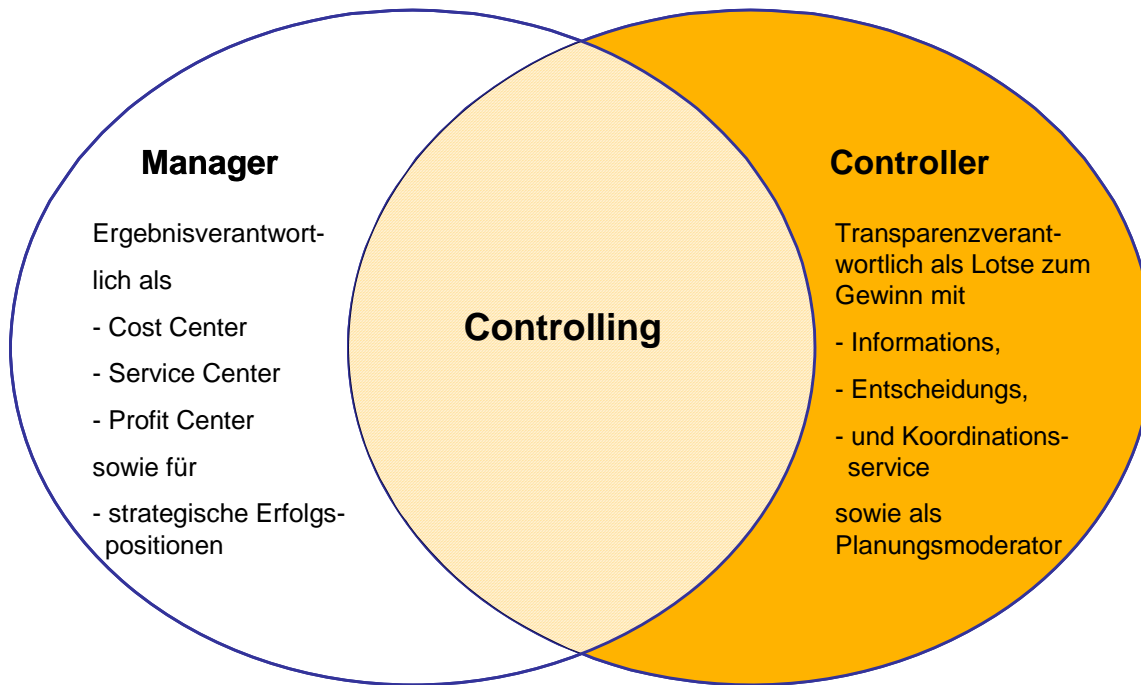 Manager
Ergebnisverantwort-
lich als
- Cost Center
- Service Center
- Profit Center
sowie für
- strategische Erfolgs-
positionen
Controlling
Controller
Transparenzverant-
wortlich als Lotse zum
Gewinn mit
- Informations,
- Entscheidungs,
- und Koordinations-
service
sowie als
Planungsmoderator